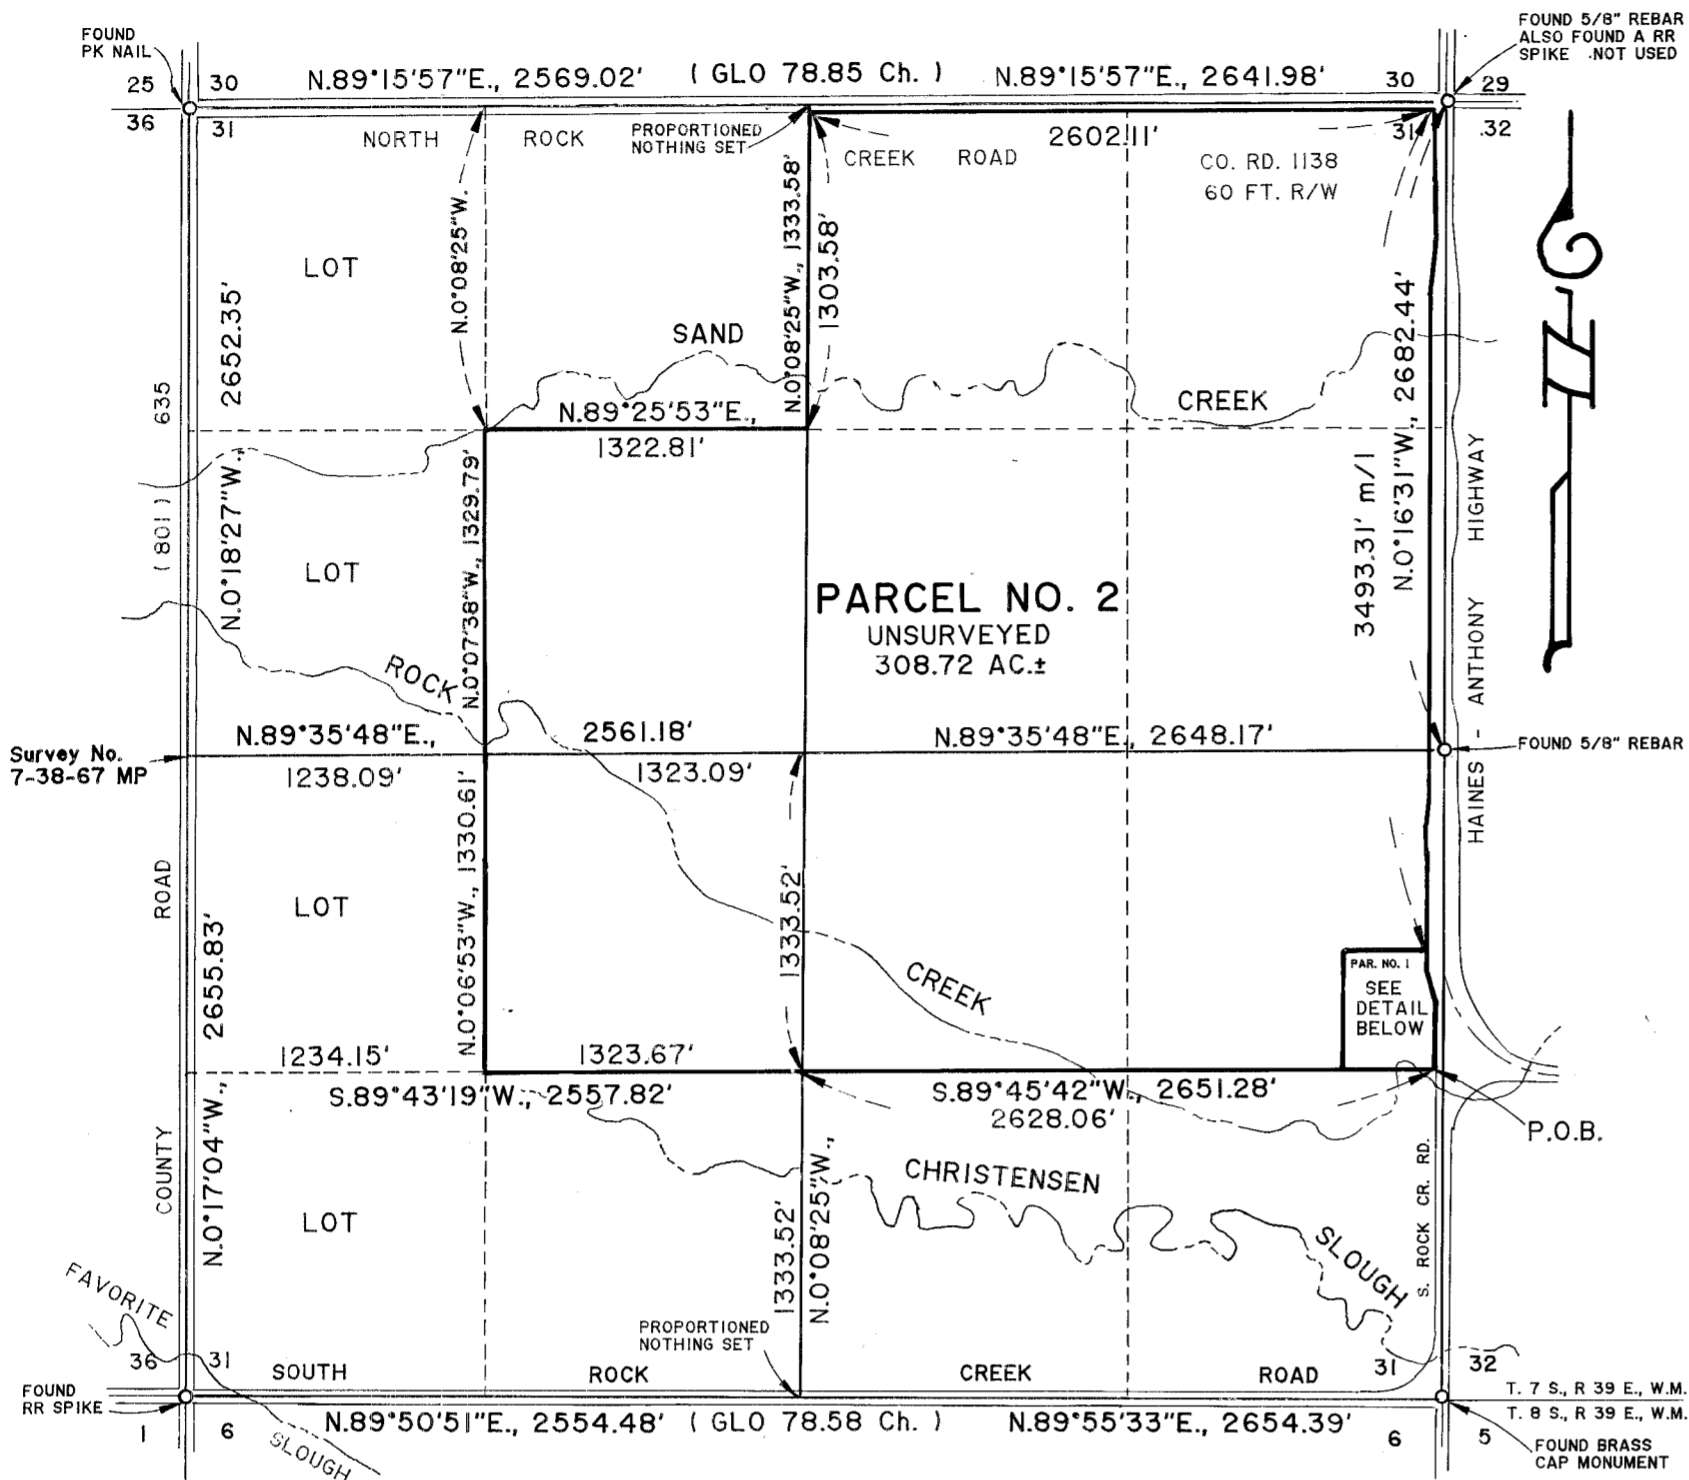 FOUND
PK NAIL
FOUND 5/8" REBAR
ALSO FOUND A RR
SPIKE . NOT USED
25
30
N.89°15'57"E., 2569.02' ( GLO 78.85 Ch. ) N.89°15'57"E., 2641.98'
30
29
36
31
NORTH ROCK CREEK ROAD
PROPORTIONED
NOTHING SET
2602.11'
31
32
CO. RD. 1138
60 FT. R/W
N.0°08'25"W.
N.0°08'25"W., 1333.58'
1303.58'
LOT
2652.35'
N.0°18'27"W.,
SAND CREEK
N.0°16'31"W., 2682.44'
3493.31' m/l
N.89°25'53"E.,
1322.81'
COUNTY ROAD (801) 635
N.0°07'38"W., 1329.79'
HAINES - ANTHONY HIGHWAY
LOT
PARCEL NO. 2
UNSURVEYED
308.72 AC.±
ROCK CREEK
N.89°35'48"E., 2561.18'
N.89°35'48"E., 2648.17'
FOUND 5/8" REBAR
Survey No.
7-38-67 MP
1238.09'
1323.09'
N.0°06'53"W., 1330.61'
1333.52'
LOT
2655.83'
N.0°17'04"W.,
PAR. NO. 1
SEE
DETAIL
BELOW
1234.15'
1323.67'
S.89°43'19"W., 2557.82'
S.89°45'42"W., 2651.28'
2628.06'
P.O.B.
CHRISTENSEN SLOUGH
S. ROCK CR. RD.
LOT
1333.52'
N.0°08'25"W.,
FAVORITE SLOUGH
PROPORTIONED
NOTHING SET
36
31
SOUTH ROCK CREEK ROAD
31
32
FOUND
RR SPIKE
T. 7 S., R 39 E., W.M.
T. 8 S., R 39 E., W.M.
1
6
N.89°50'51"E., 2554.48' ( GLO 78.58 Ch. ) N.89°55'33"E., 2654.39'
6
5
FOUND BRASS
CAP MONUMENT